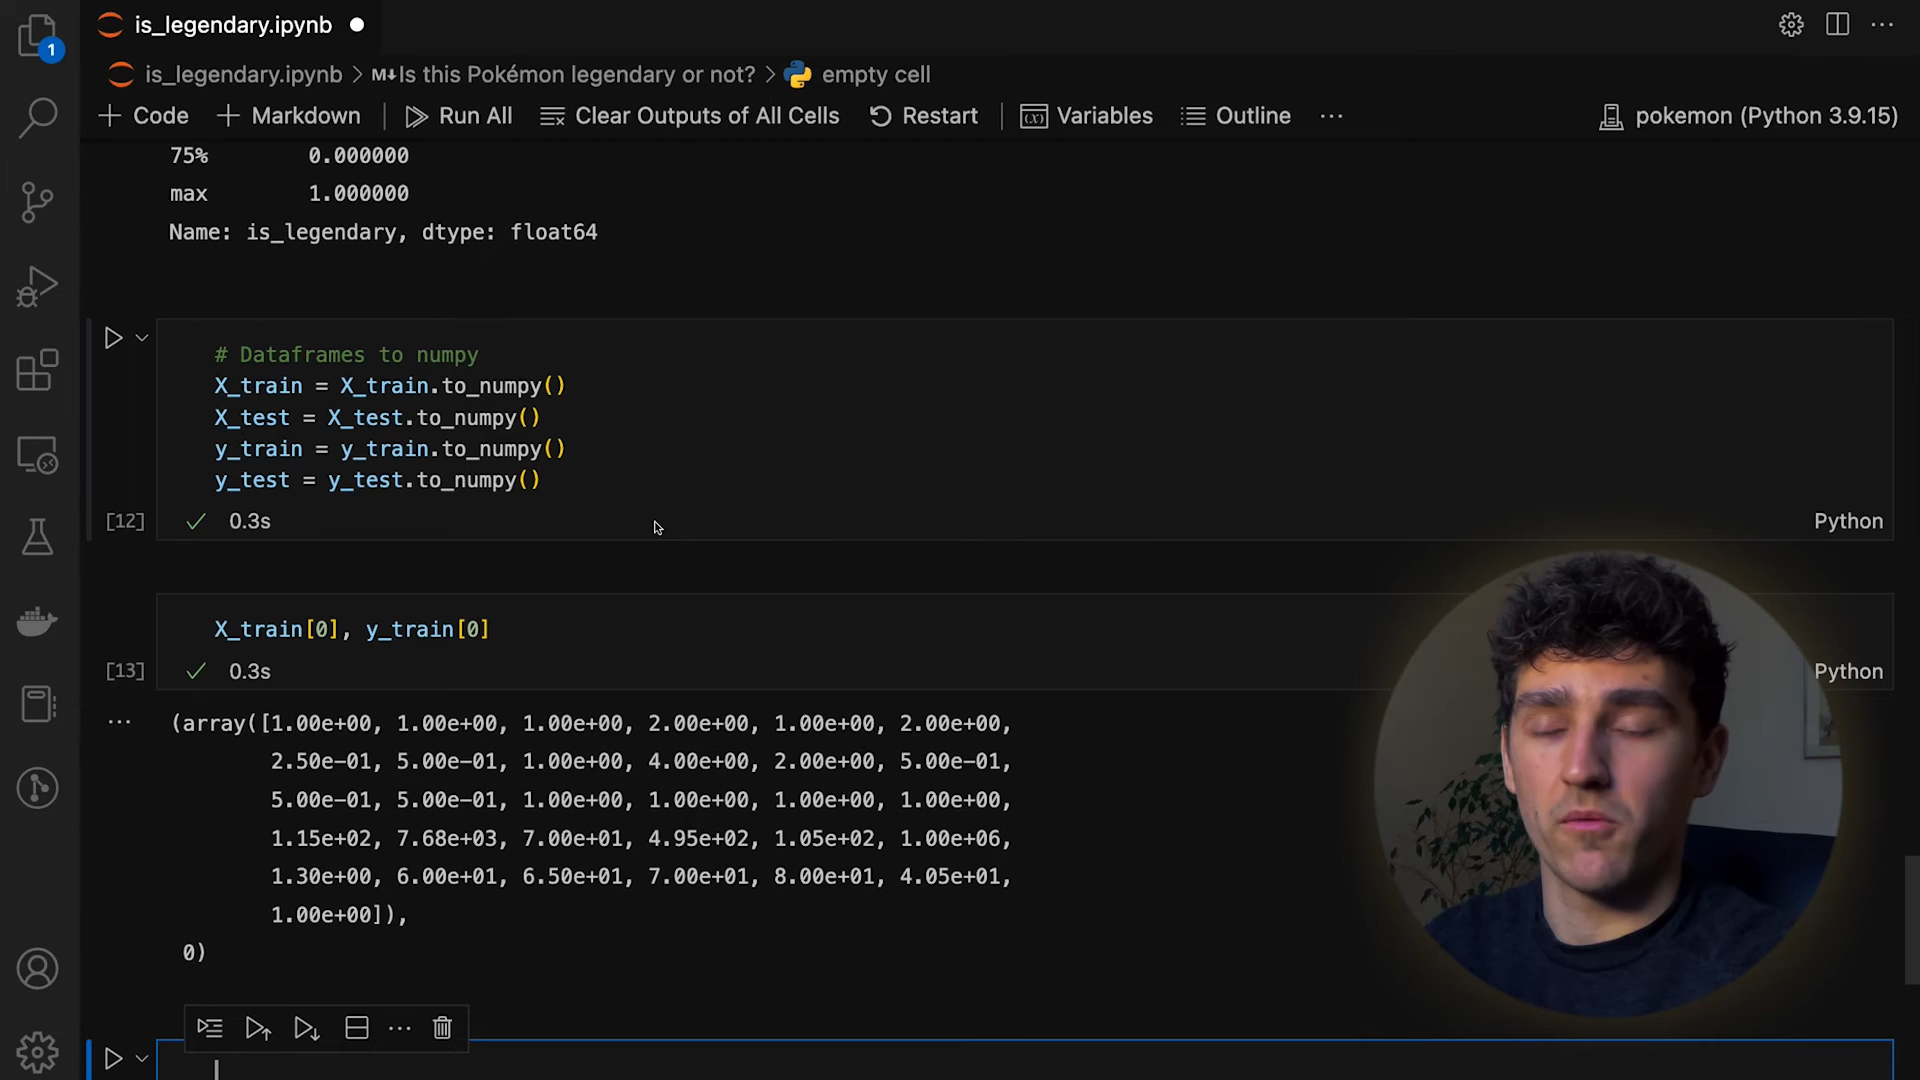 is_legendary.ipynb
1
is_legendary.ipynb > M↓Is this Pokémon legendary or not? > empty cell
+ Code + Markdown | Run All Clear Outputs of All Cells Restart | (x) Variables Outline ... pokemon (Python 3.9.15)
75% 0.000000
max 1.000000
Name: is_legendary, dtype: float64
# Dataframes to numpy
X_train = X_train.to_numpy()
X_test = X_test.to_numpy()
y_train = y_train.to_numpy()
y_test = y_test.to_numpy()
[12] ✓ 0.3s Python
X_train[0], y_train[0]
[13] ✓ 0.3s Python
... (array([1.00e+00, 1.00e+00, 1.00e+00, 2.00e+00, 1.00e+00, 2.00e+00,
2.50e-01, 5.00e-01, 1.00e+00, 4.00e+00, 2.00e+00, 5.00e-01,
5.00e-01, 5.00e-01, 1.00e+00, 1.00e+00, 1.00e+00, 1.00e+00,
1.15e+02, 7.68e+03, 7.00e+01, 4.95e+02, 1.05e+02, 1.00e+06,
1.30e+00, 6.00e+01, 6.50e+01, 7.00e+01, 8.00e+01, 4.05e+01,
1.00e+00]),
0)